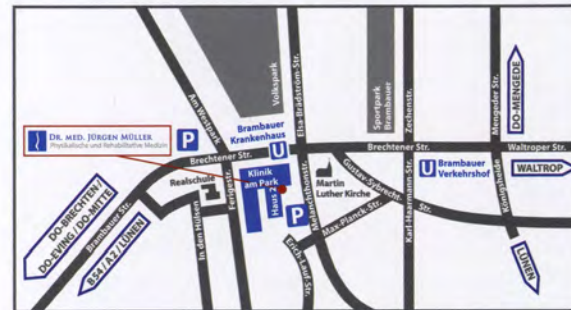 DR. MED. JÜRGEN MÜLLER
Physikalische und Rehabilitative Medizin
Am Westpark
Volkspark
Elsa-Brädström-Str.
Sportpark
Brambauer
Zechenstr.
Mengeder Str.
DO-MENGEDE
P
Brambauer
Krankenhaus
U
Brechtener Str.
Brechtener Str.
Waltroper Str.
WALTROP
U
Brambauer
Verkehrshof
Realschule
Klinik
am Park
Haus 2
P
Martin
Luther Kirche
Gustav-Sybrecht-Str.
Königsheide
LÜNEN
DO-BRECHTEN /
DO-EVING / DO-MITTE
Brambauer Str.
B54 / A2 / LÜNEN
In den Hülsen
Ferigestr.
Melanchthonstr.
Max-Planck-Str.
Erich-Lauf-Str.
Karl-Haarmann-Str.